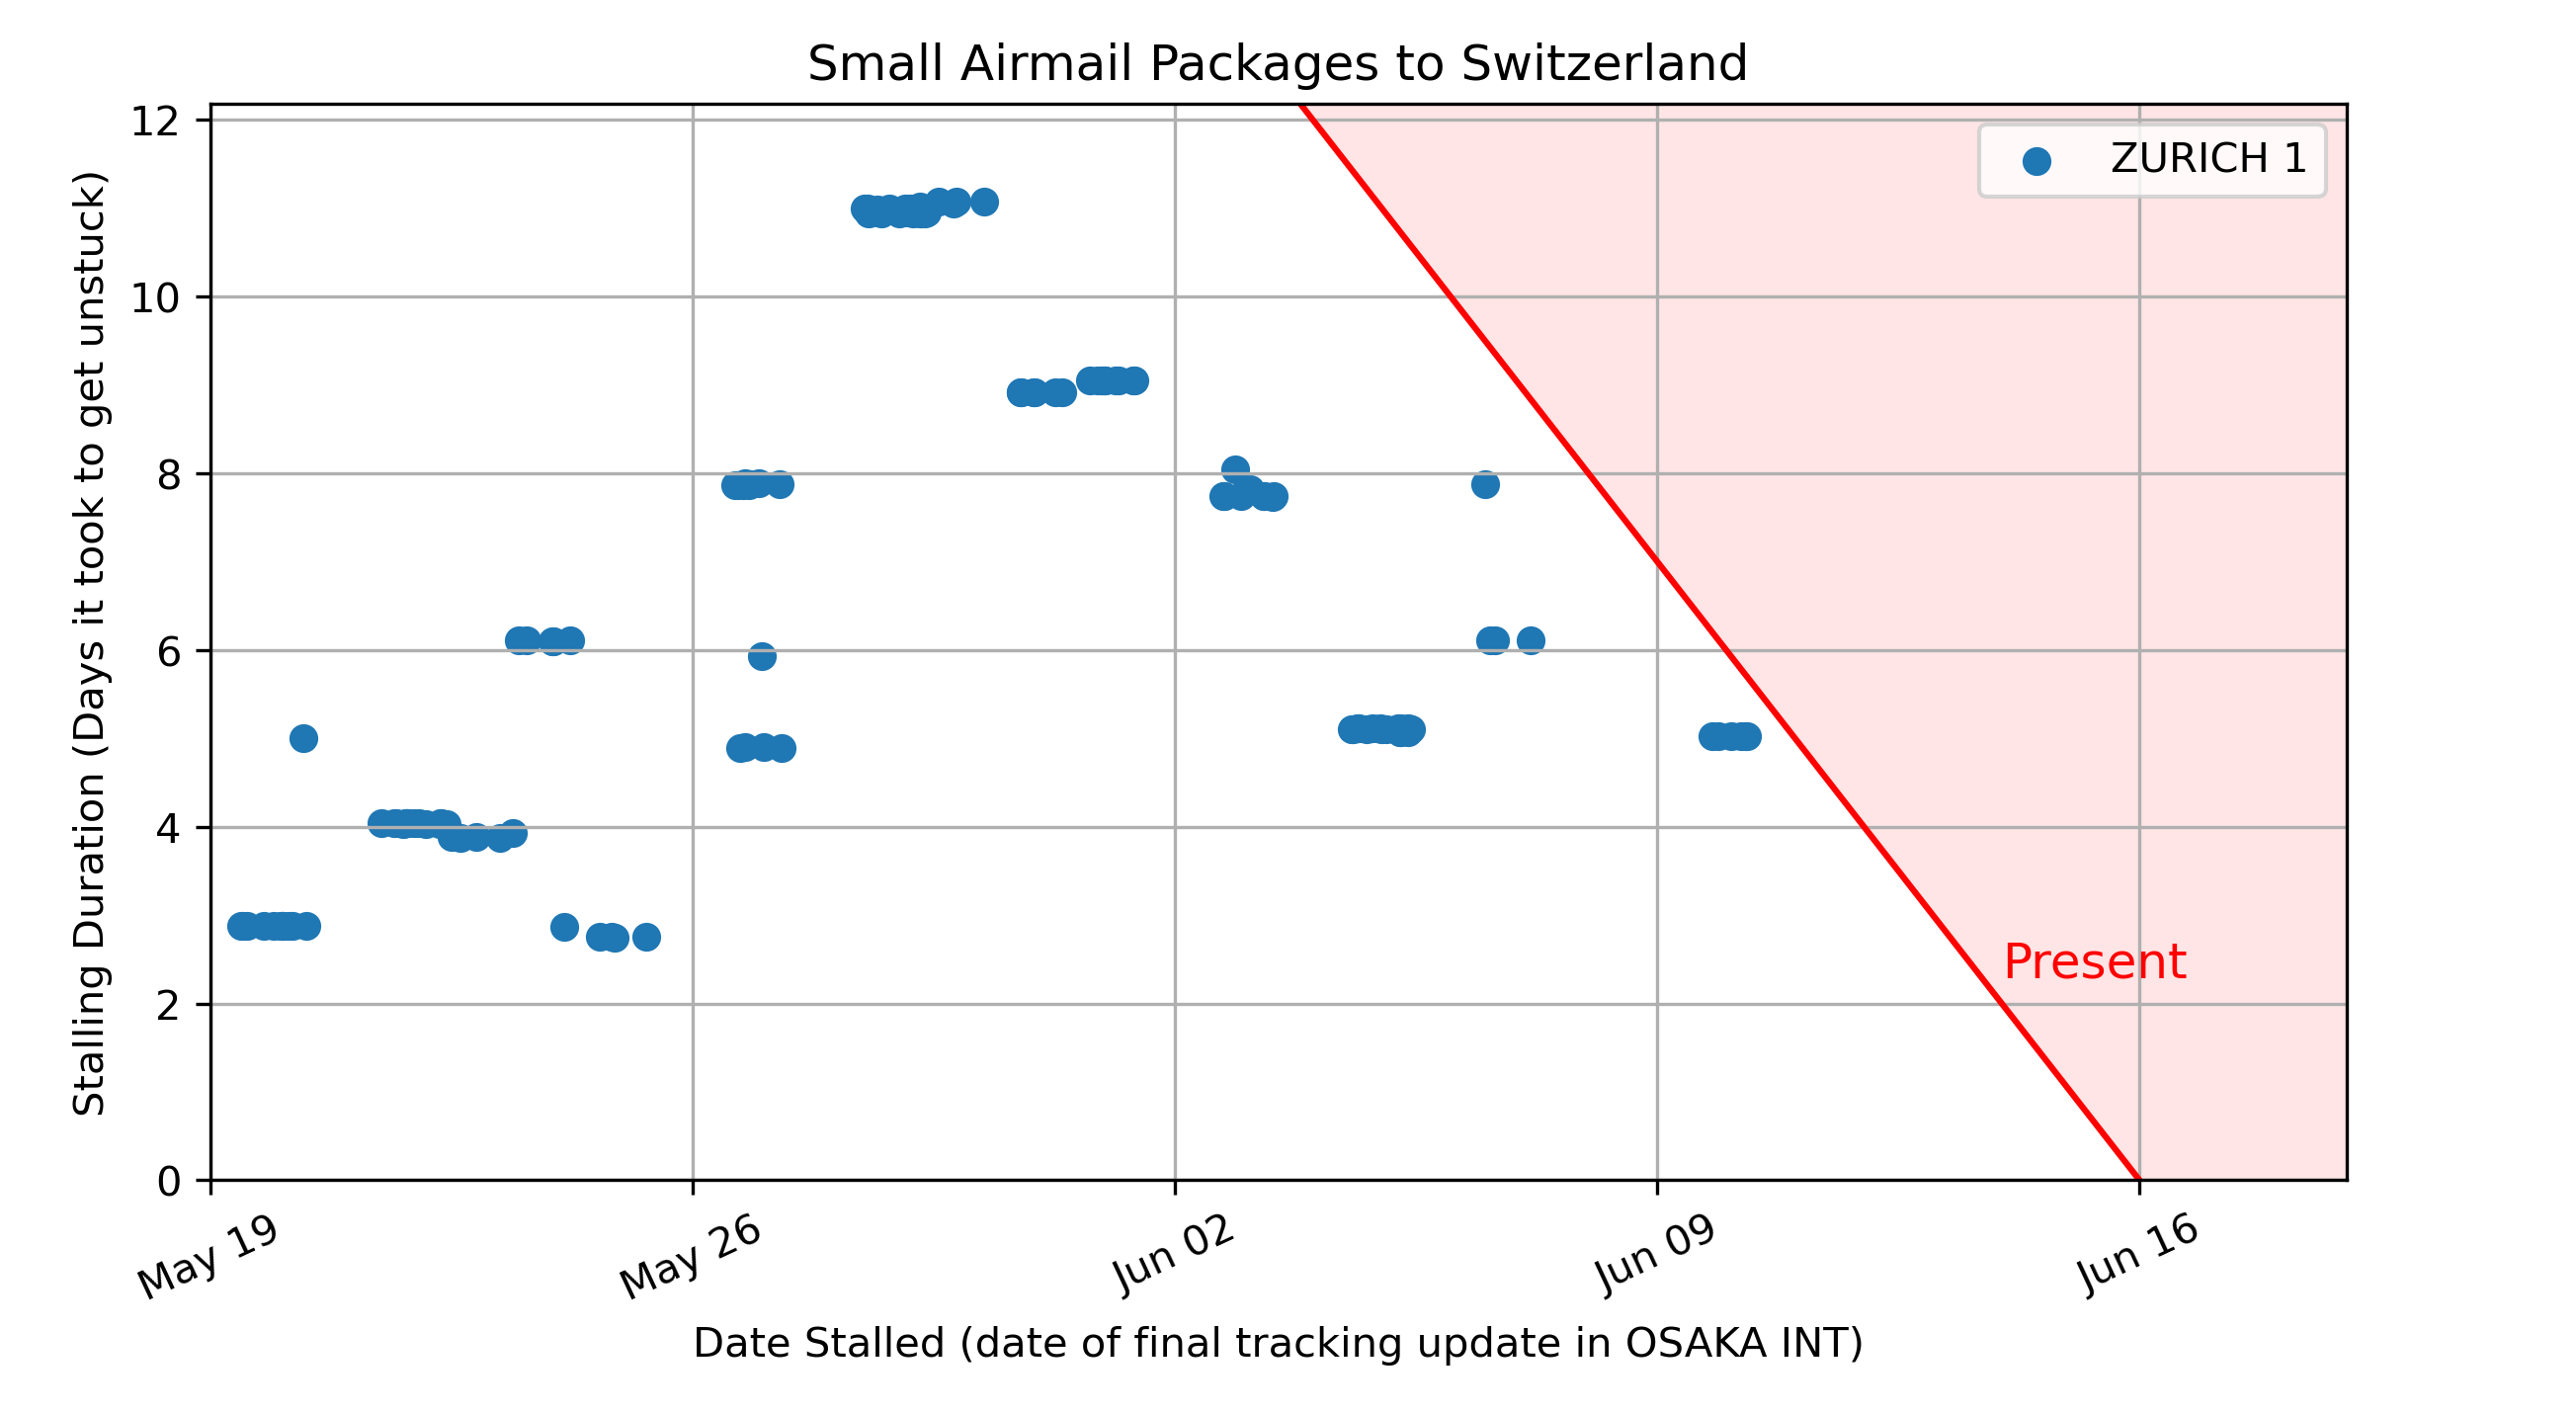 Small Airmail Packages to Switzerland
Stalling Duration (Days it took to get unstuck)
12
10
8
6
4
2
0
ZURICH 1
Present
May 19
May 26
Jun 02
Jun 09
Jun 16
Date Stalled (date of final tracking update in OSAKA INT)